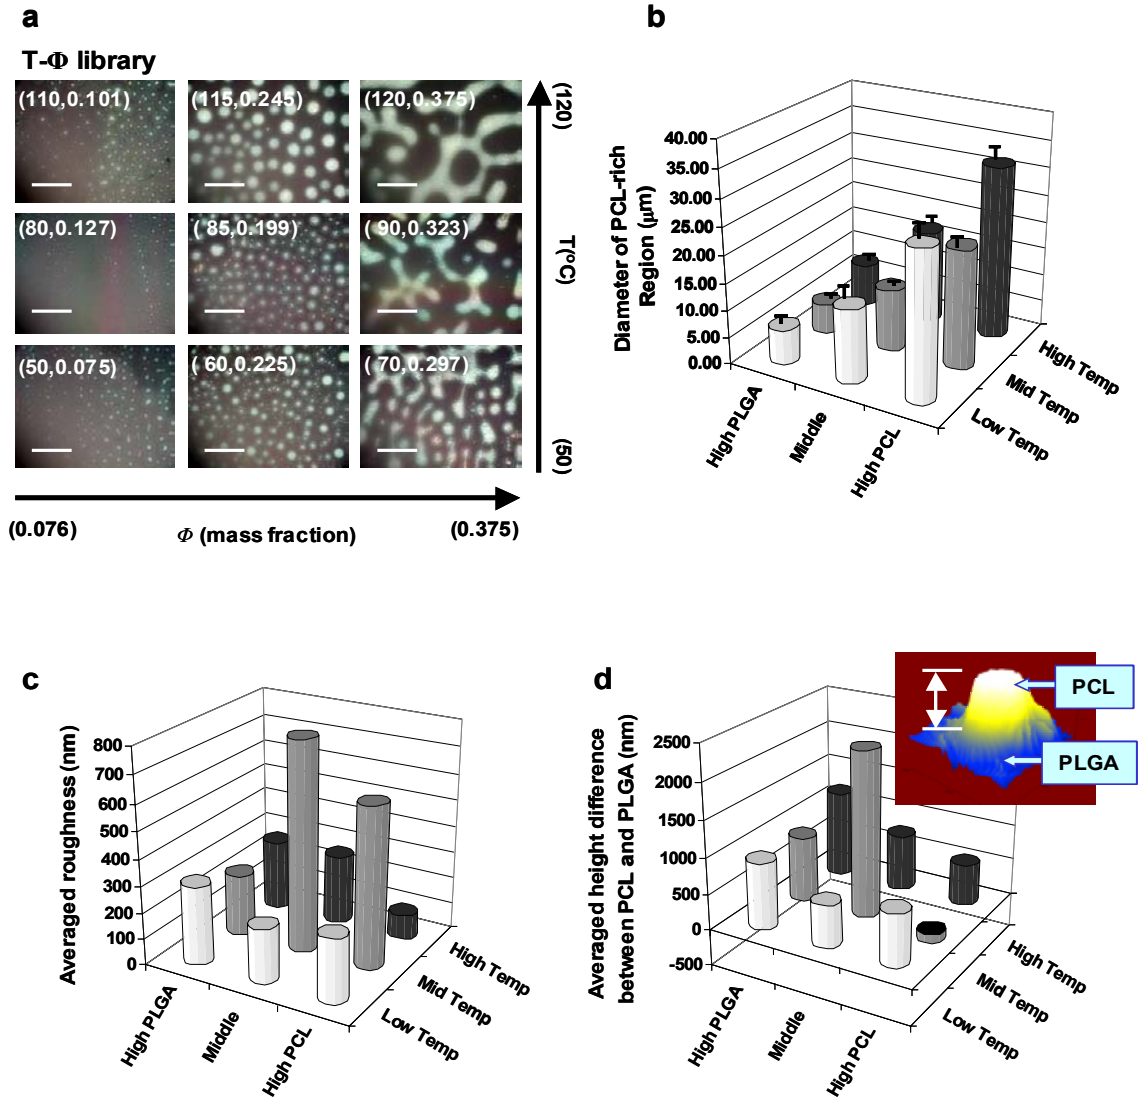 a
T-Φ library
(110,0.101)
(115,0.245)
(120,0.375)
(80,0.127)
( 85,0.199)
( 90,0.323)
(50,0.075)
( 60,0.225)
( 70,0.297)
(120)
T(°C)
(50)
(0.076)
Φ (mass fraction)
(0.375)
b
Diameter of PCL-rich
Region (μm)
40.00
35.00
30.00
25.00
20.00
15.00
10.00
5.00
0.00
High PLGA
Middle
High PCL
Low Temp
Mid Temp
High Temp
c
Averaged roughness (nm)
800
700
600
500
400
300
200
100
0
High PLGA
Middle
High PCL
Low Temp
Mid Temp
High Temp
d
Averaged height difference
between PCL and PLGA (nm)
2500
2000
1500
1000
500
0
-500
High PLGA
Middle
High PCL
Low Temp
Mid Temp
High Temp
PCL
PLGA